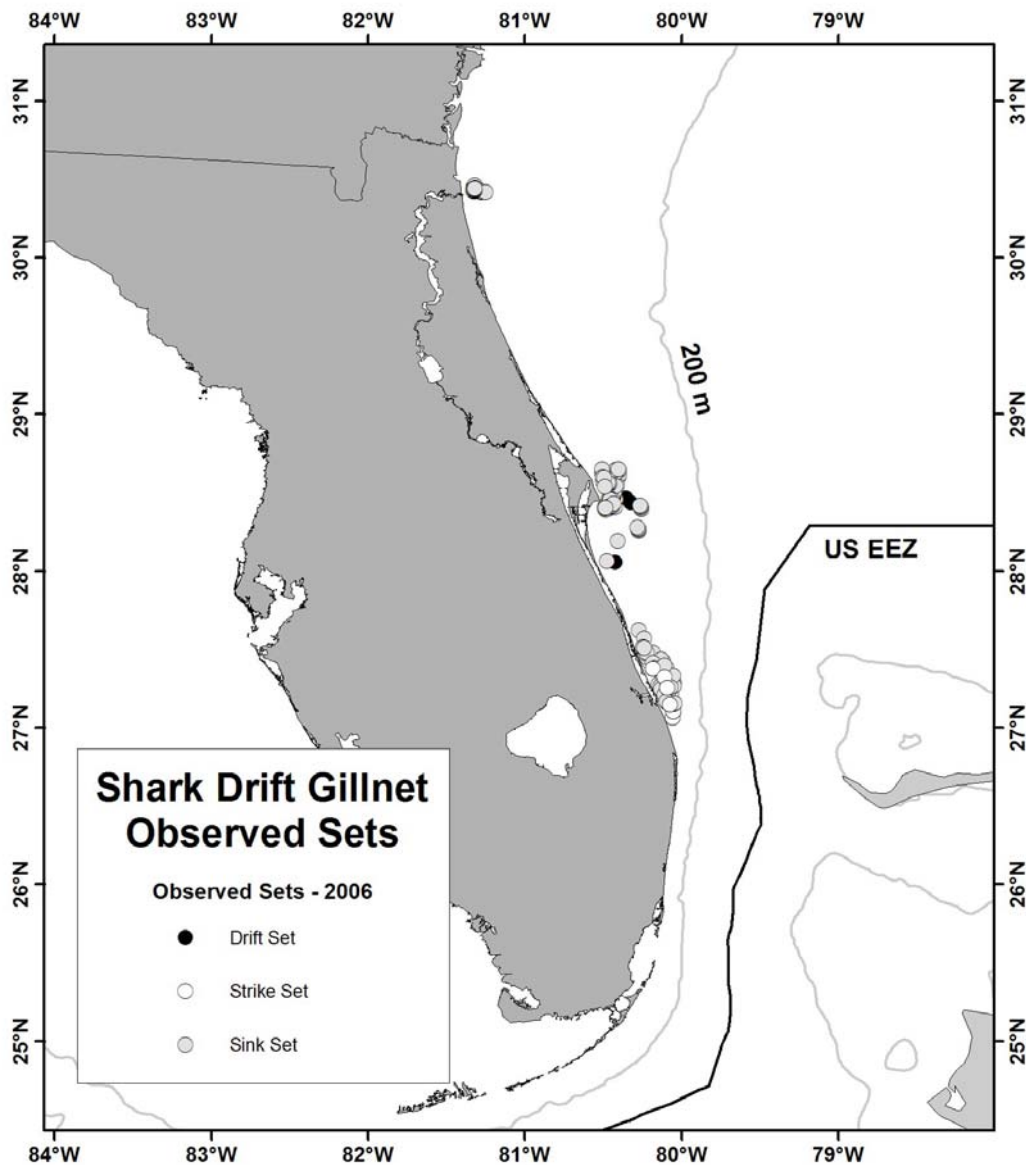 84°W 83°W 82°W 81°W 80°W 79°W
31°N 31°N
30°N 30°N
200 m
29°N 29°N
US EEZ
28°N 28°N
27°N 27°N
Shark Drift Gillnet
Observed Sets
Observed Sets - 2006
Drift Set
Strike Set
Sink Set
26°N 26°N
25°N 25°N
84°W 83°W 82°W 81°W 80°W 79°W